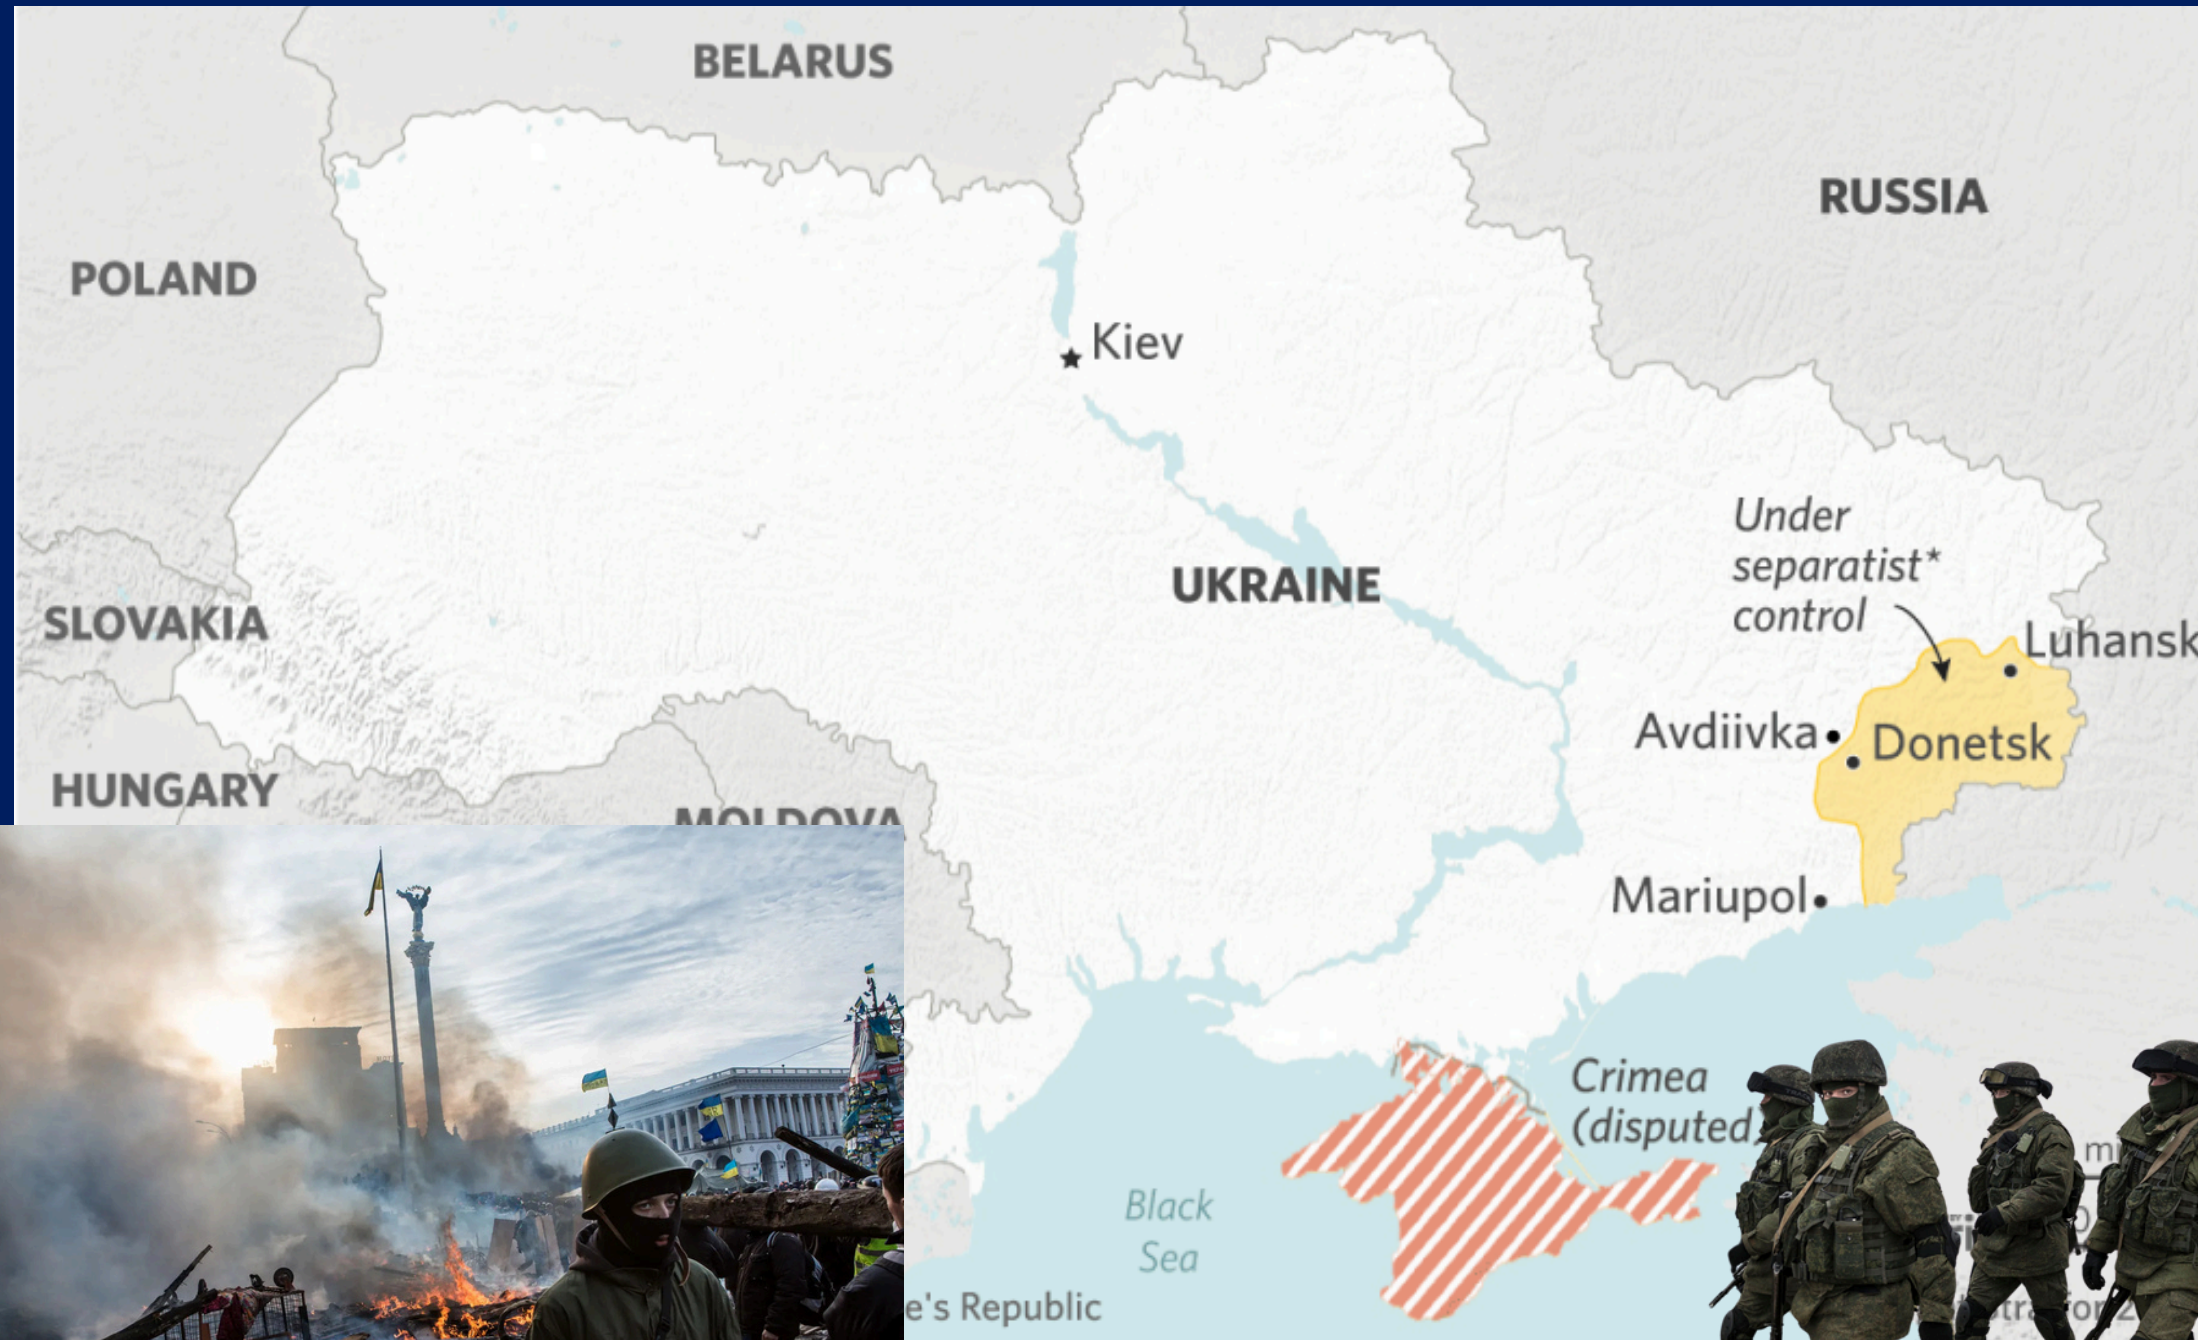 BELARUS
RUSSIA
POLAND
Kiev
Under
separatist*
control
UKRAINE
SLOVAKIA
Luhansk
Avdiivka
Donetsk
HUNGARY
MOLDOVA
Mariupol
Crimea
(disputed)
Black
Sea
e's Republic